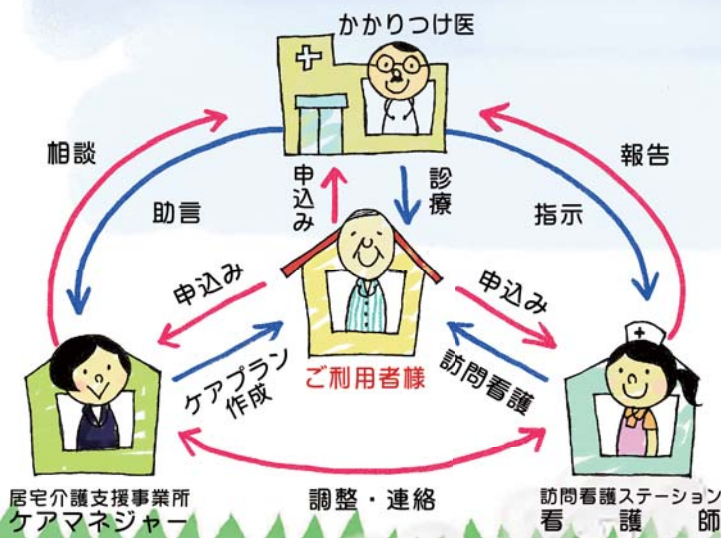 かかりつけ医
相談
助言
申込み
診療
指示
報告
申込み
申込み
ケアプラン
作成
ご利用者様
訪問看護
居宅介護支援事業所
ケアマネジャー
調整・連絡
訪問看護ステーション
看護師